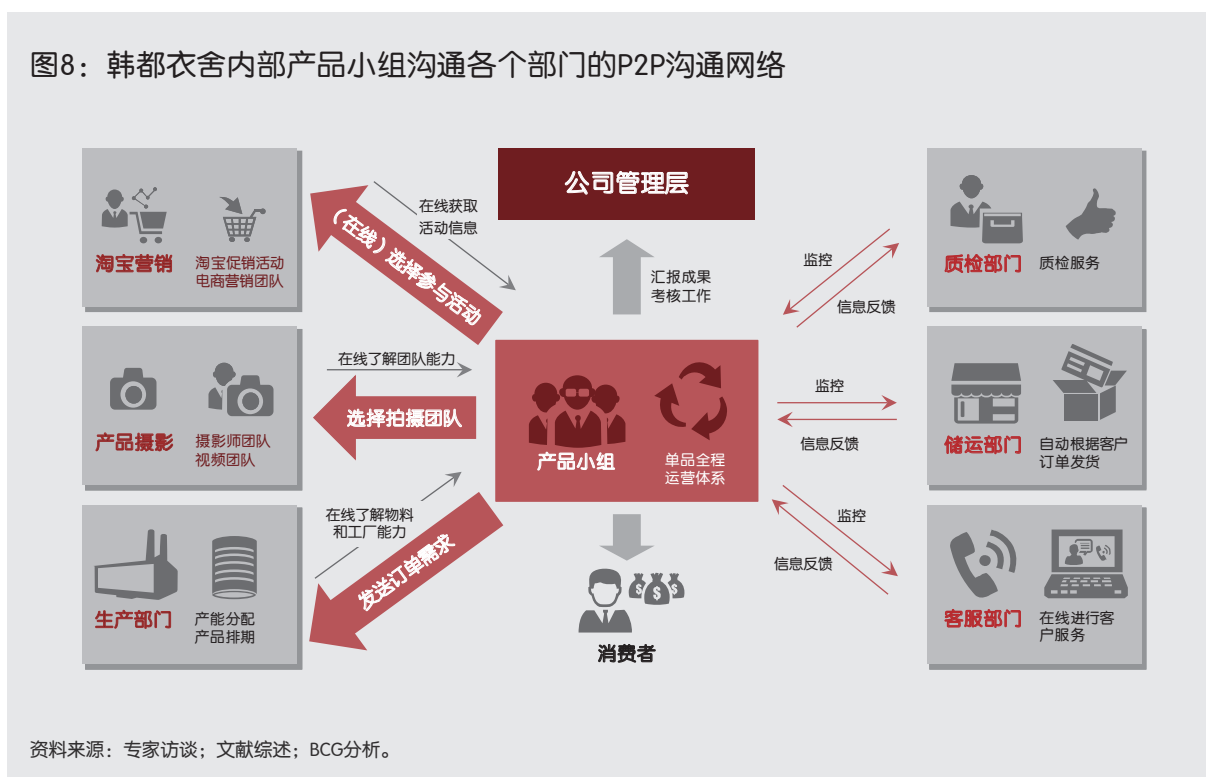 图8：韩都衣舍内部产品小组沟通各个部门的P2P沟通网络
公司管理层
汇报成果
考核工作
淘宝营销
淘宝促销活动
电商营销团队
在线获取
活动信息
（在线）选择参与活动
产品摄影
摄影师团队
视频团队
在线了解团队能力
选择拍摄团队
生产部门
产能分配
产品排期
在线了解物料
和工厂能力
发送订单需求
产品小组
单品全程
运营体系
消费者
监控
信息反馈
质检部门
质检服务
监控
信息反馈
储运部门
自动根据客户
订单发货
监控
信息反馈
客服部门
在线进行客
户服务
资料来源：专家访谈；文献综述；BCG分析。